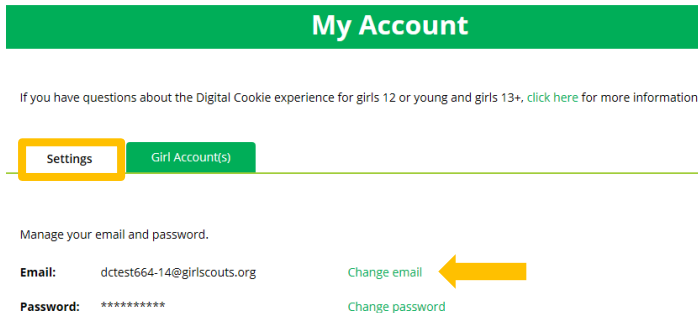 My Account
If you have questions about the Digital Cookie experience for girls 12 or young and girls 13+, click here for more information
Settings Girl Account(s)
Manage your email and password.
Email: dctest664-14@girlscouts.org Change email
Password: ********** Change password